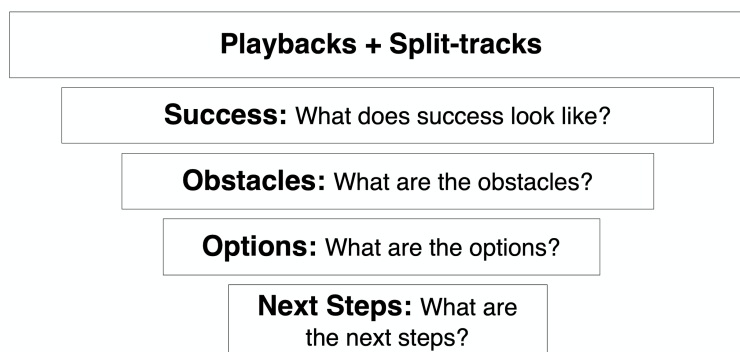 Playbacks + Split-tracks
Success: What does success look like?
Obstacles: What are the obstacles?
Options: What are the options?
Next Steps: What are
the next steps?